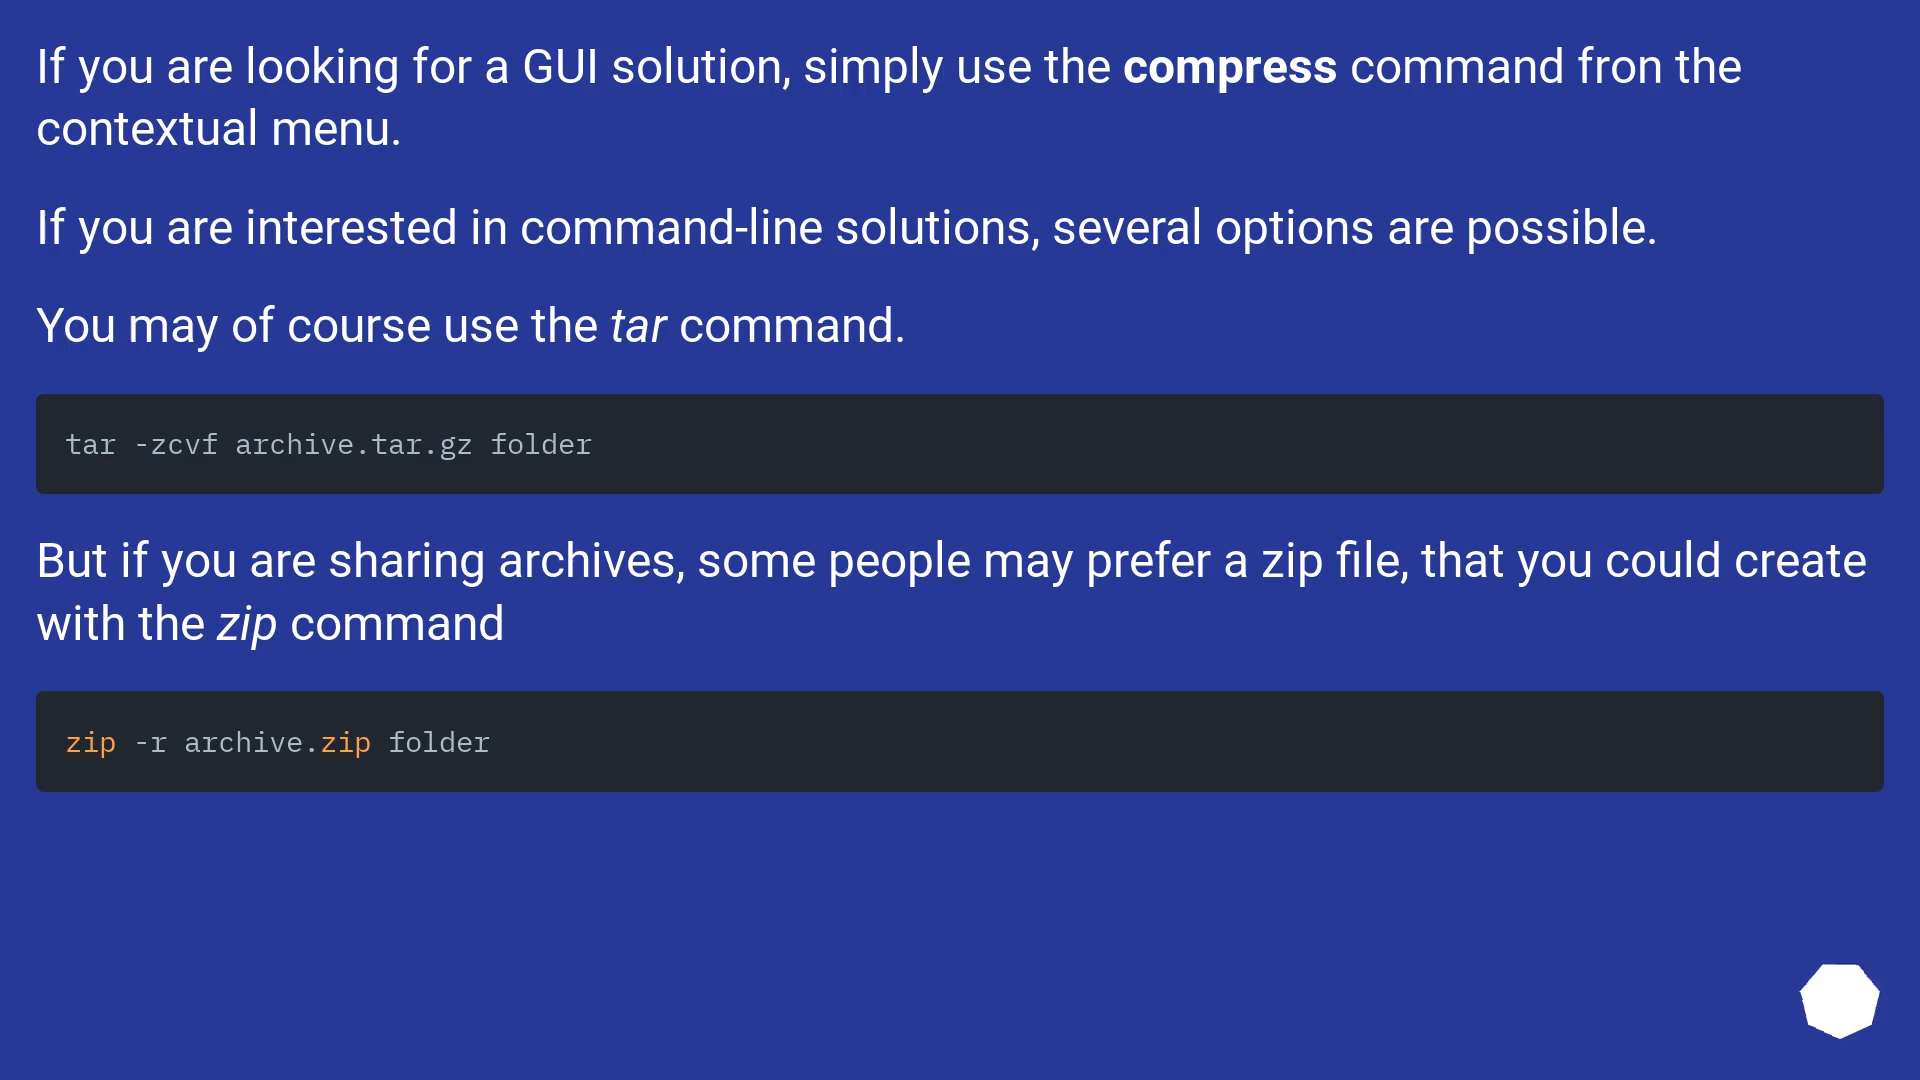 If you are looking for a GUI solution, simply use the compress command fron the
contextual menu.
If you are interested in command-line solutions, several options are possible.
You may of course use the tar command.
tar -zcvf archive.tar.gz folder
But if you are sharing archives, some people may prefer a zip file, that you could create
with the zip command
zip -r archive.zip folder